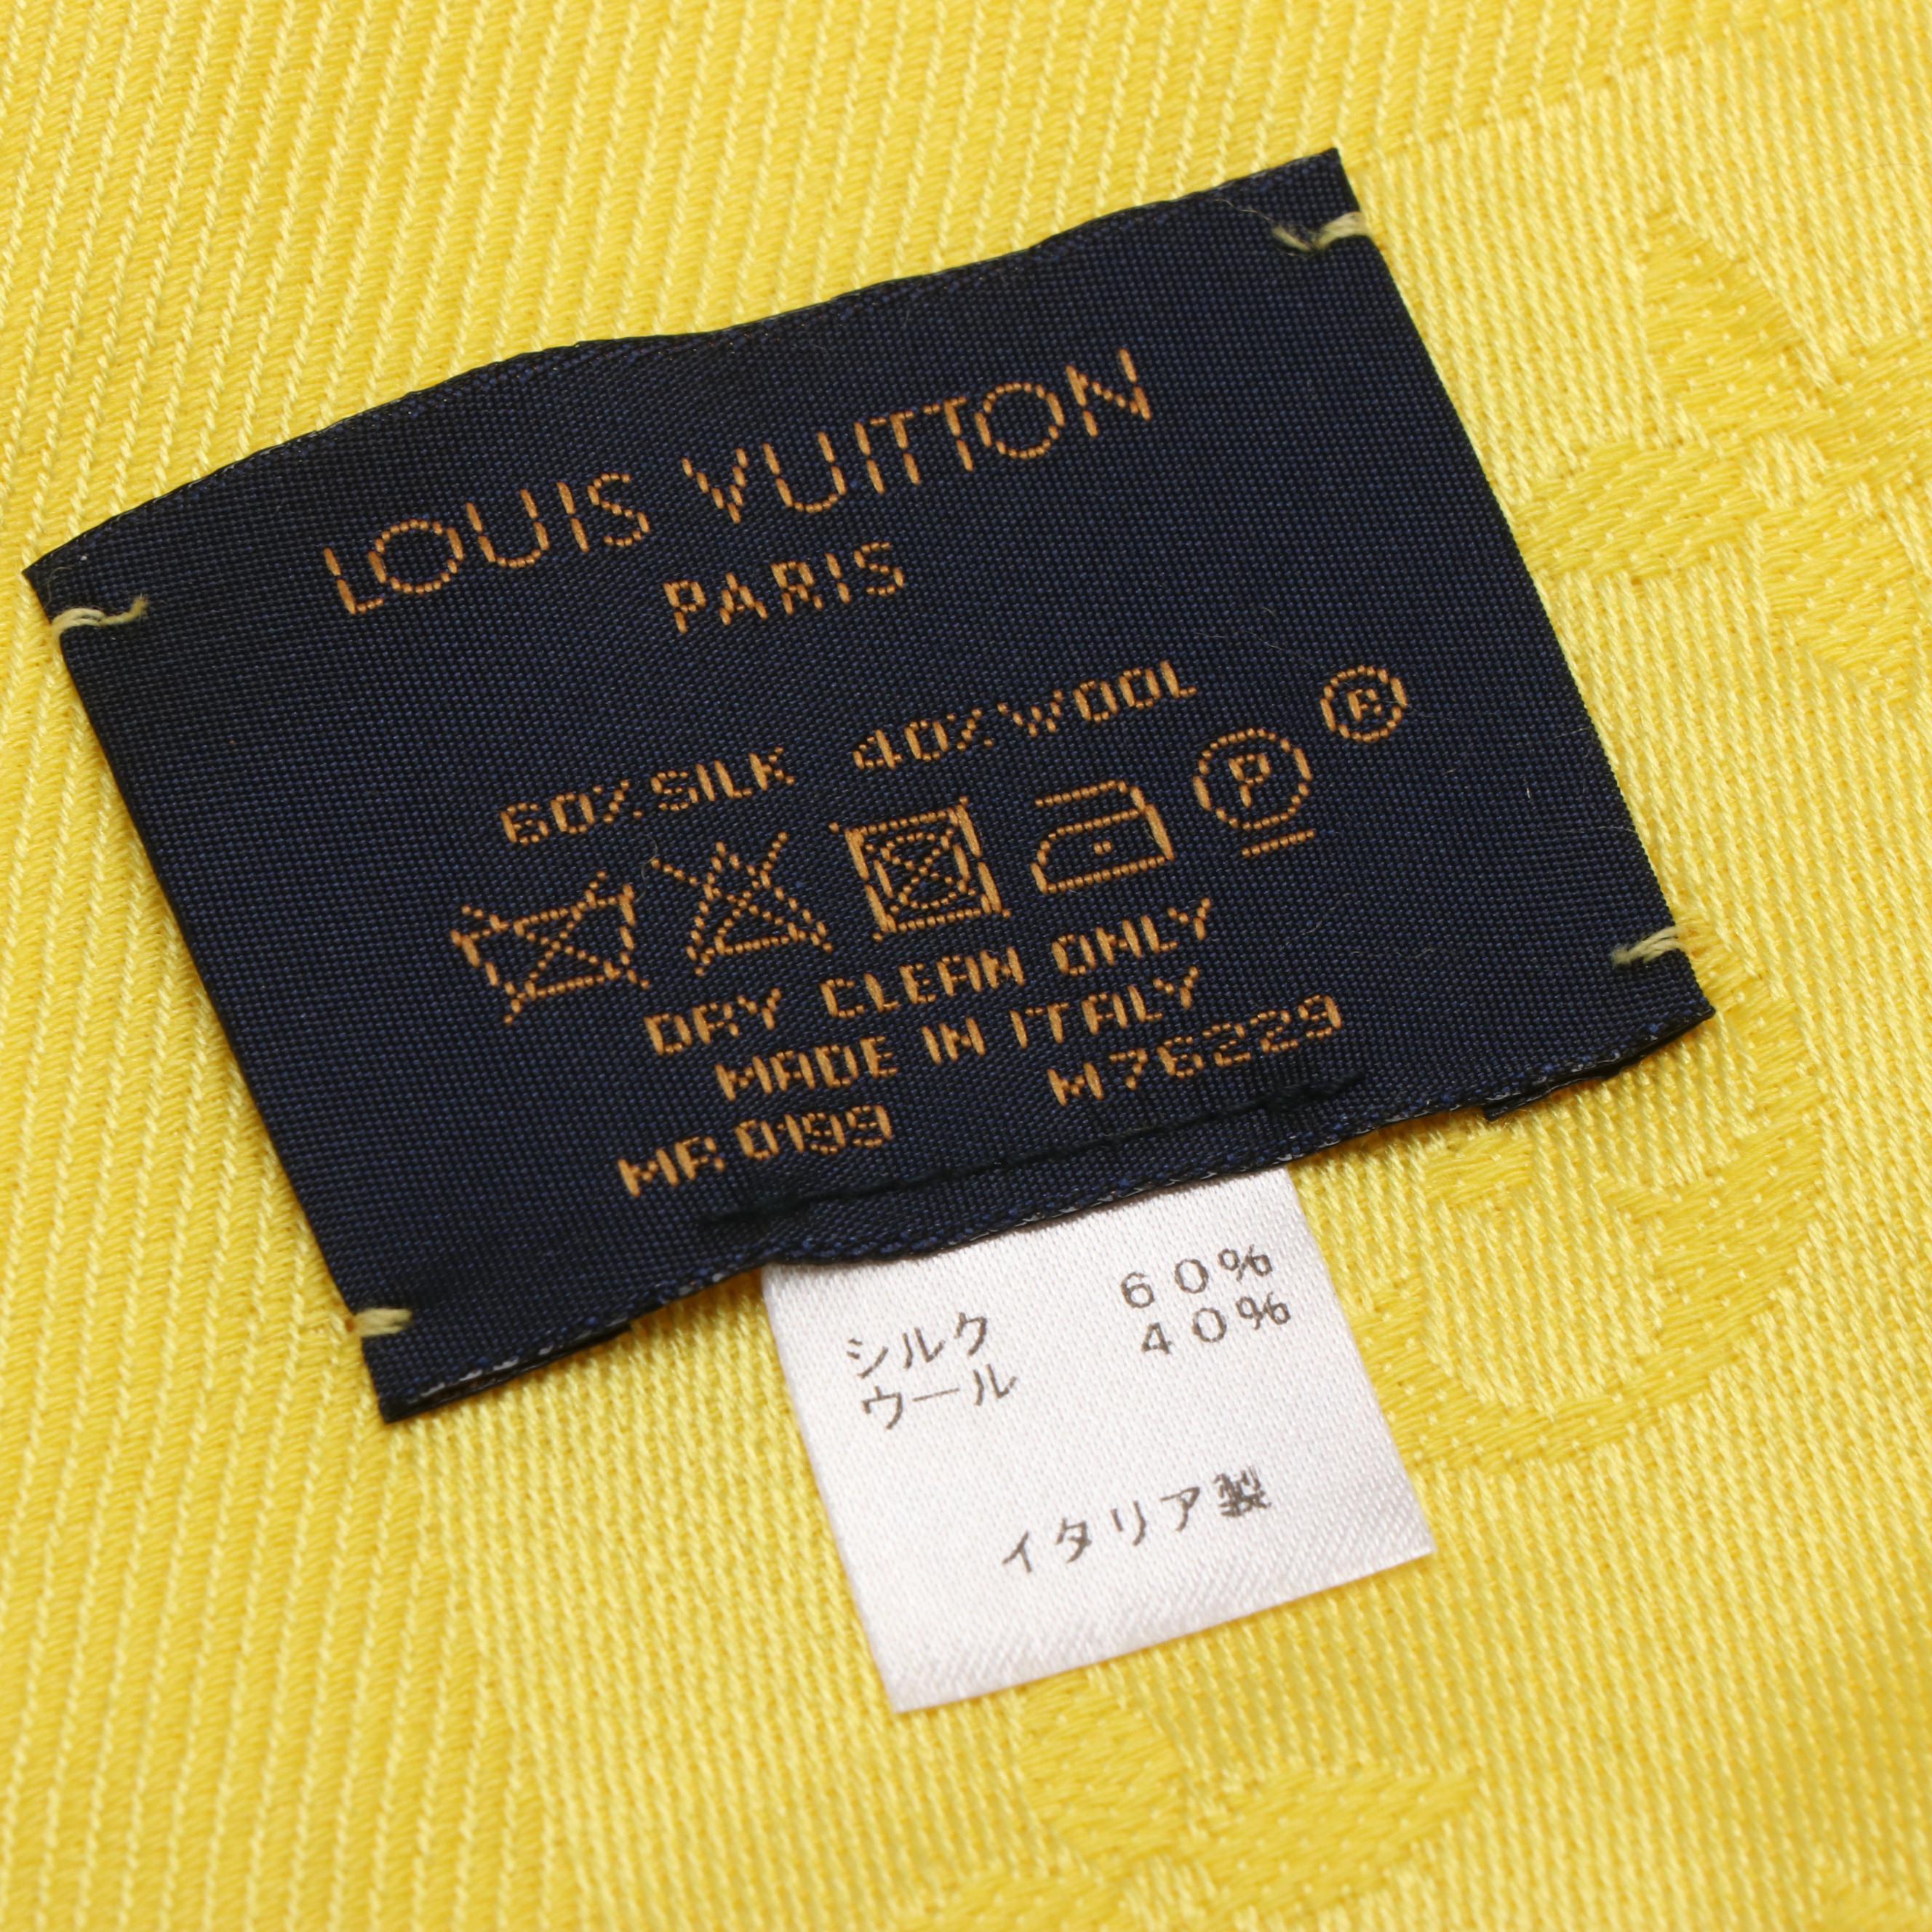 LOUIS VUITTON
PARIS
60% SILK 40% WOOL
P ®
DRY CLEAN ONLY
MADE IN ITALY
MR 0199 M76229
シルク 60%
ウール 40%
イタリア製